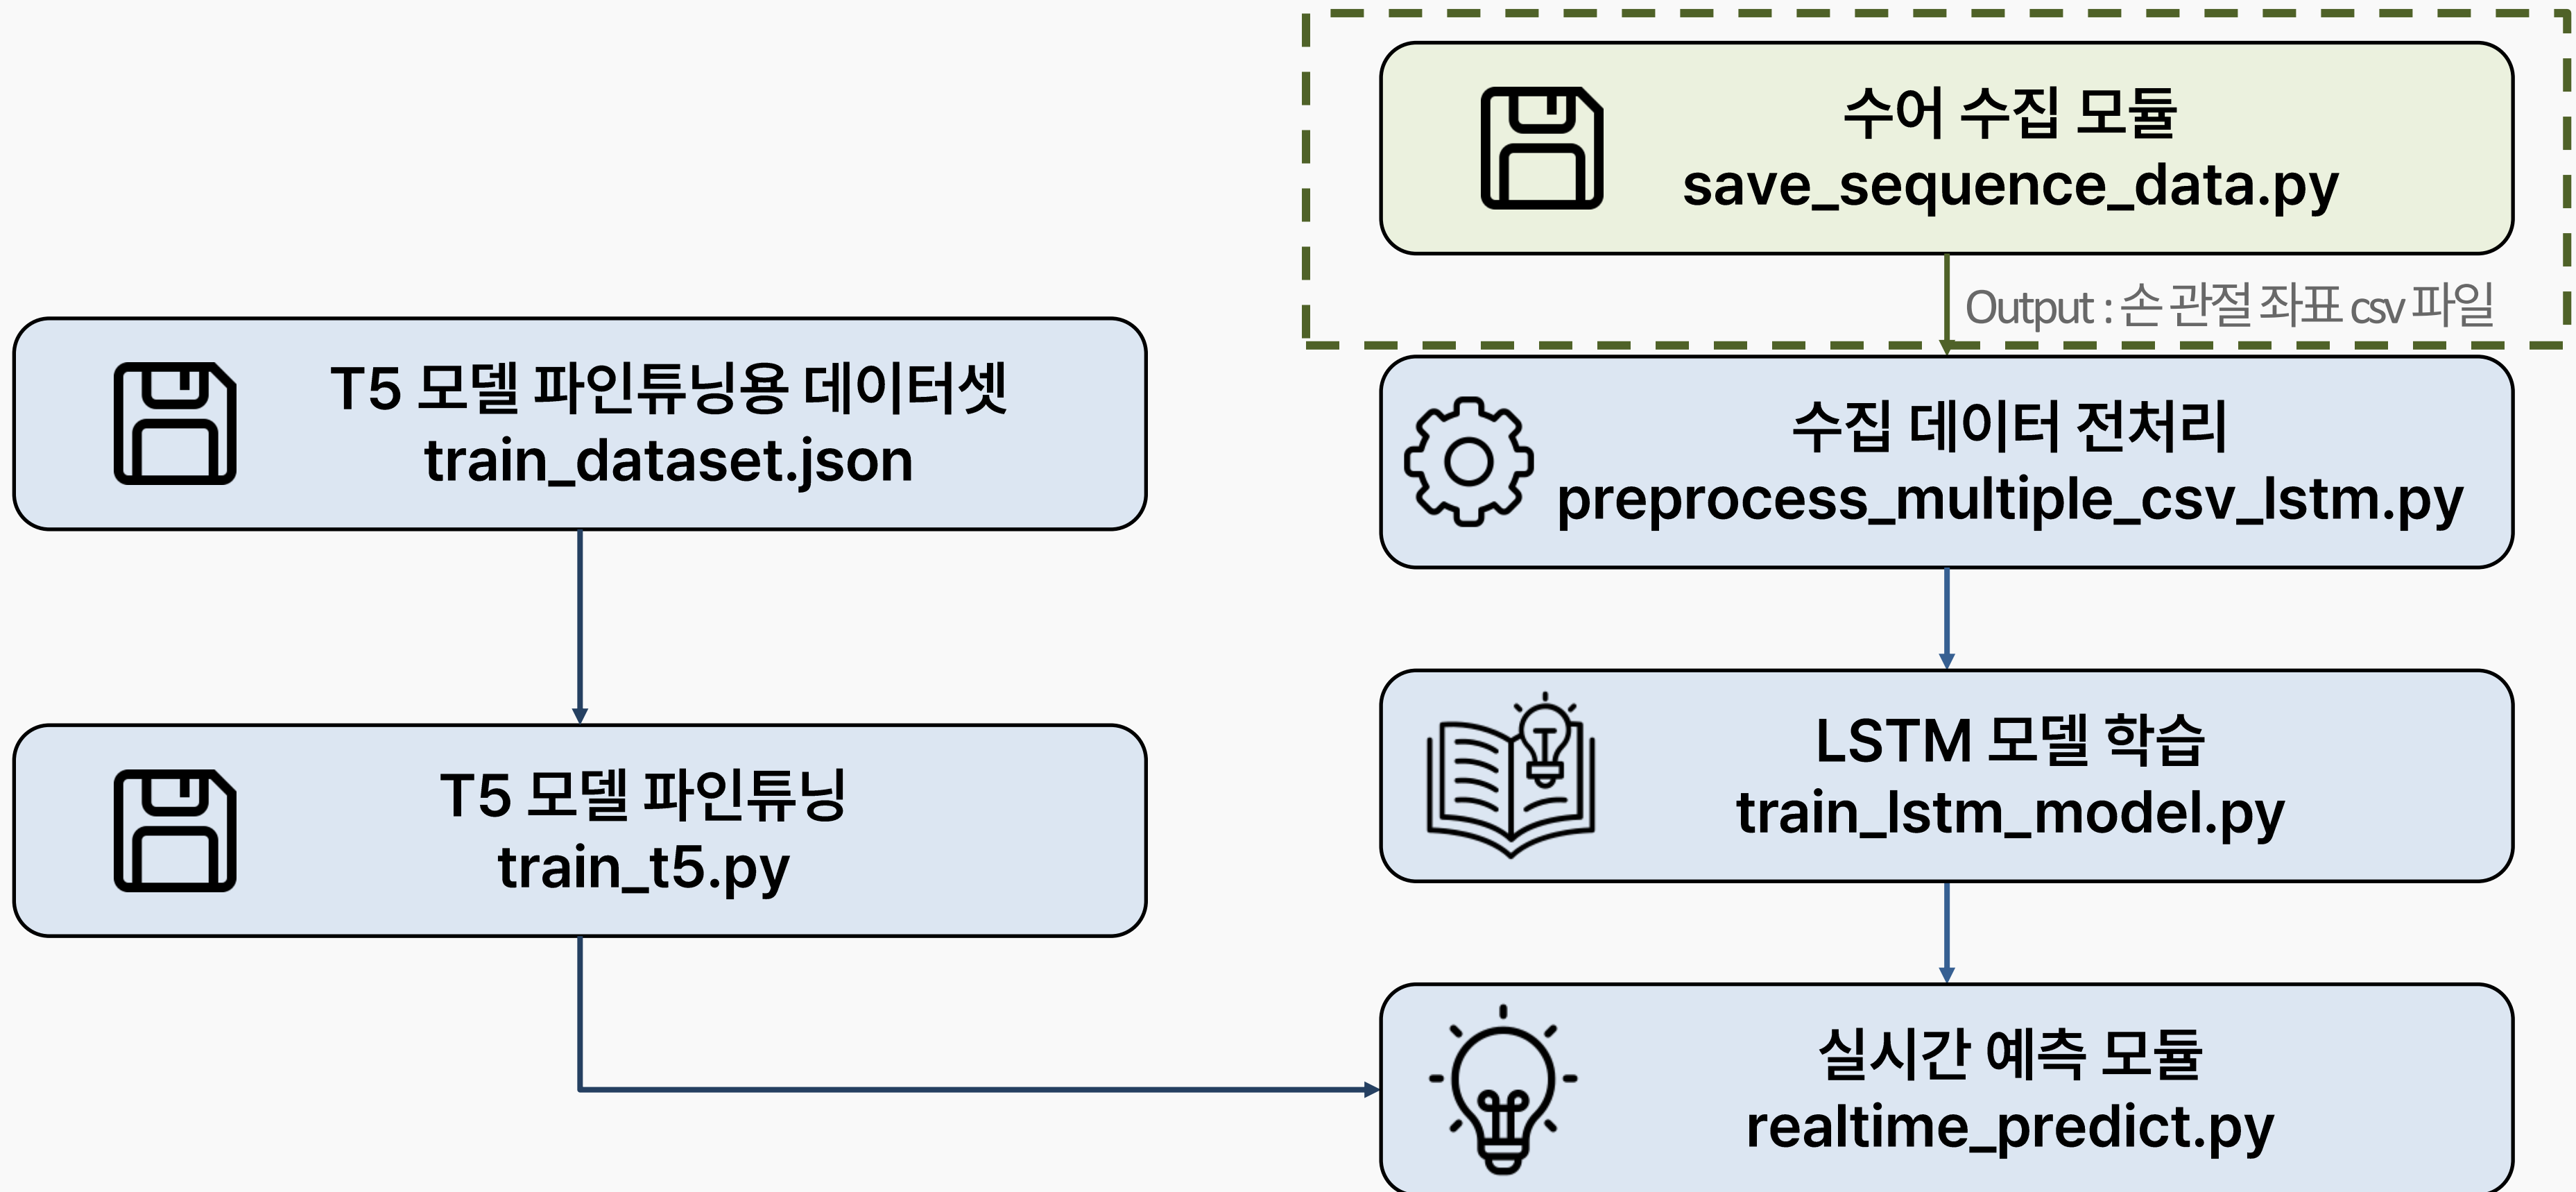 수어 수집 모듈
save_sequence_data.py
Output : 손 관절 좌표 csv 파일
T5 모델 파인튜닝용 데이터셋
train_dataset.json
수집 데이터 전처리
preprocess_multiple_csv_lstm.py
T5 모델 파인튜닝
train_t5.py
LSTM 모델 학습
train_lstm_model.py
실시간 예측 모듈
realtime_predict.py